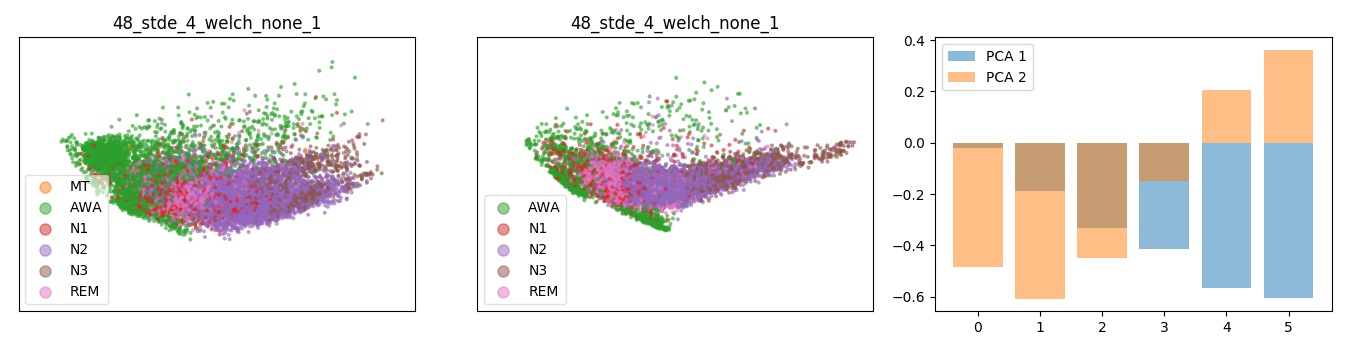 48_stde_4_welch_none_1
MT
AWA
N1
N2
N3
REM
48_stde_4_welch_none_1
AWA
N1
N2
N3
REM
PCA 1
PCA 2
0.4
0.2
0.0
−0.2
−0.4
−0.6
0 1 2 3 4 5